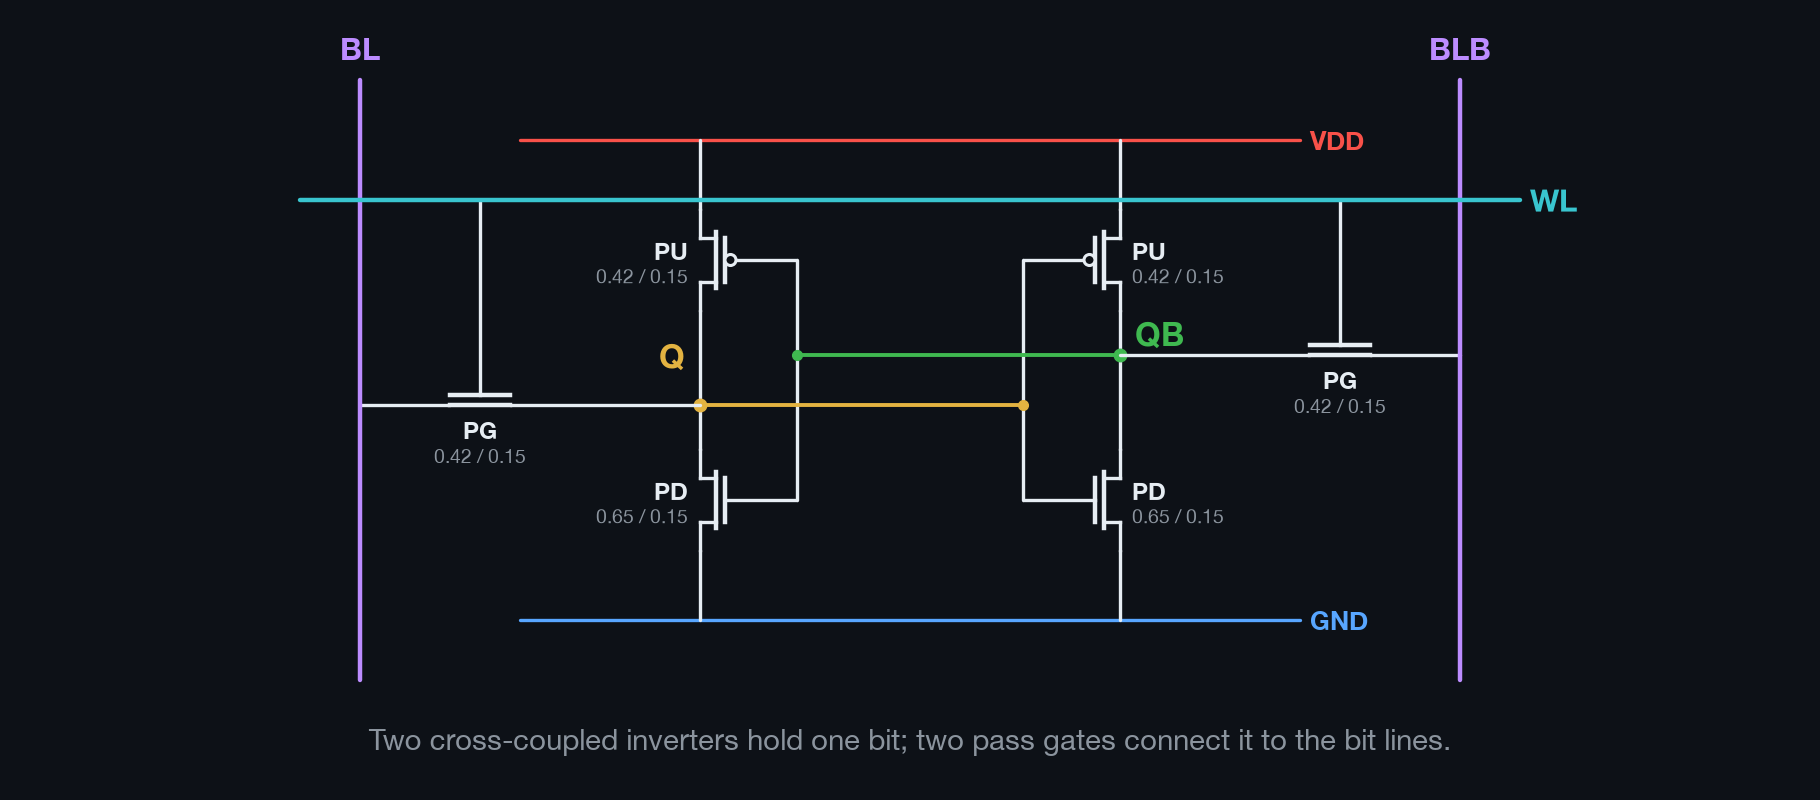 BL
BLB
VDD
WL
PU
0.42 / 0.15
PU
0.42 / 0.15
Q
QB
PG
0.42 / 0.15
PG
0.42 / 0.15
PD
0.65 / 0.15
PD
0.65 / 0.15
GND
Two cross-coupled inverters hold one bit; two pass gates connect it to the bit lines.